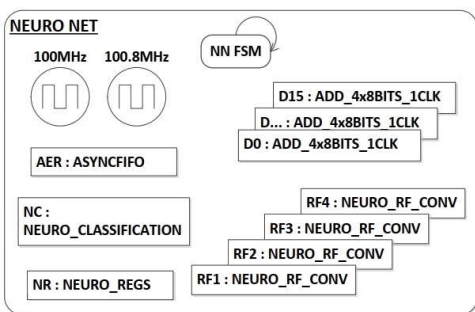 NEURO NET
100MHz 100.8MHz
NN FSM
D15 : ADD_4x8BITS_1CLK
D... : ADD_4x8BITS_1CLK
D0 : ADD_4x8BITS_1CLK
AER : ASYNCFIFO
NC :
NEURO_CLASSIFICATION
NR : NEURO_REGS
RF4 : NEURO_RF_CONV
RF3 : NEURO_RF_CONV
RF2 : NEURO_RF_CONV
RF1 : NEURO_RF_CONV